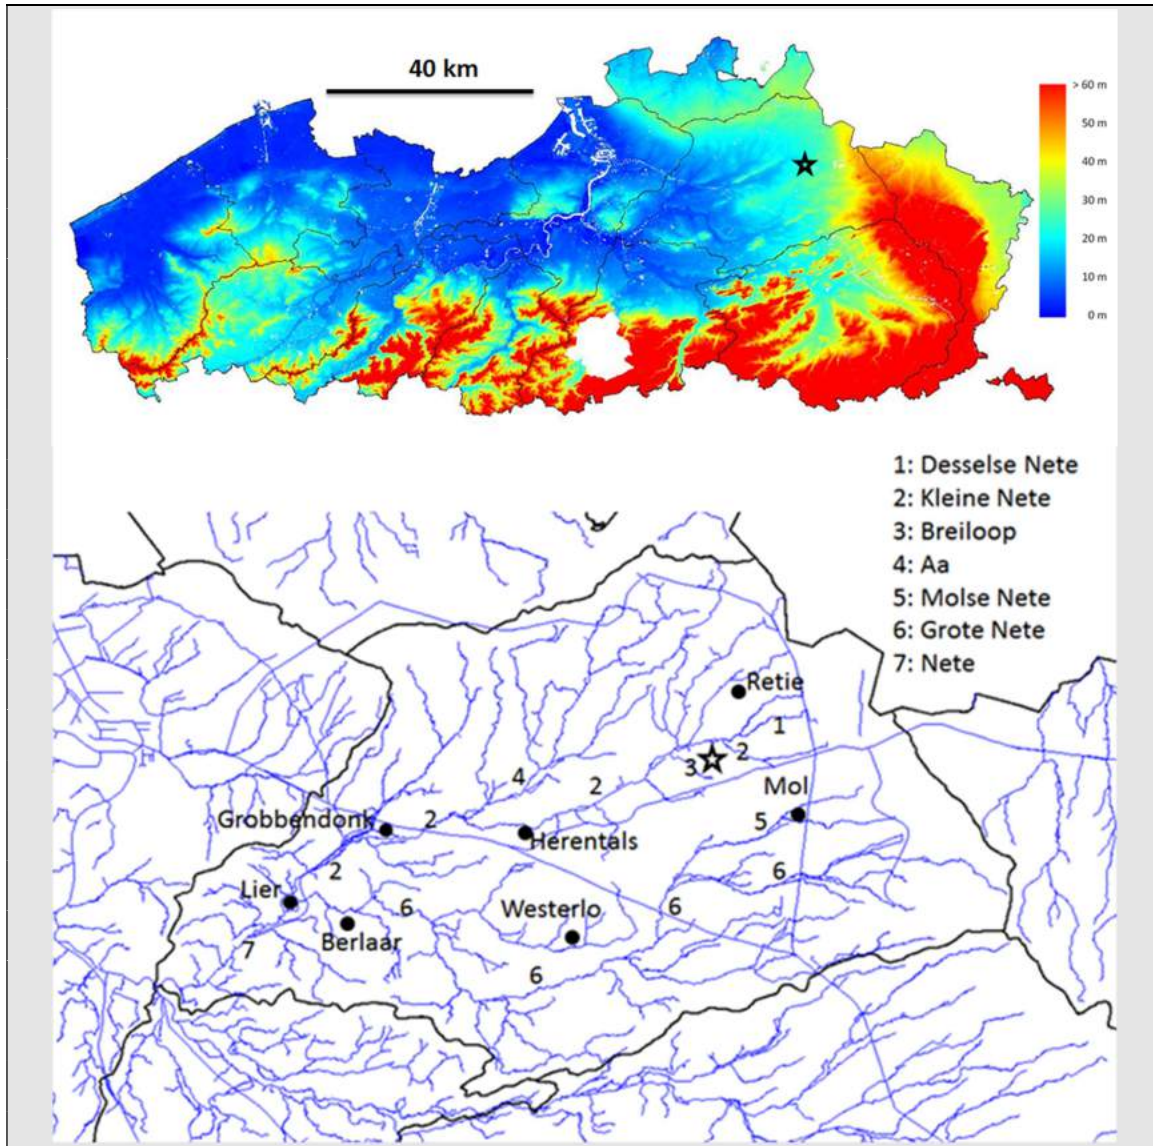 40 km
> 60 m
50 m
40 m
30 m
20 m
10 m
0 m
1: Desselse Nete
2: Kleine Nete
3: Breiloop
4: Aa
5: Molse Nete
6: Grote Nete
7: Nete
Retie
1
2
3
4
2
Mol
Grobbendonk
2
5
Herentals
2
6
Lier
6
Westerlo
6
Berlaar
7
6